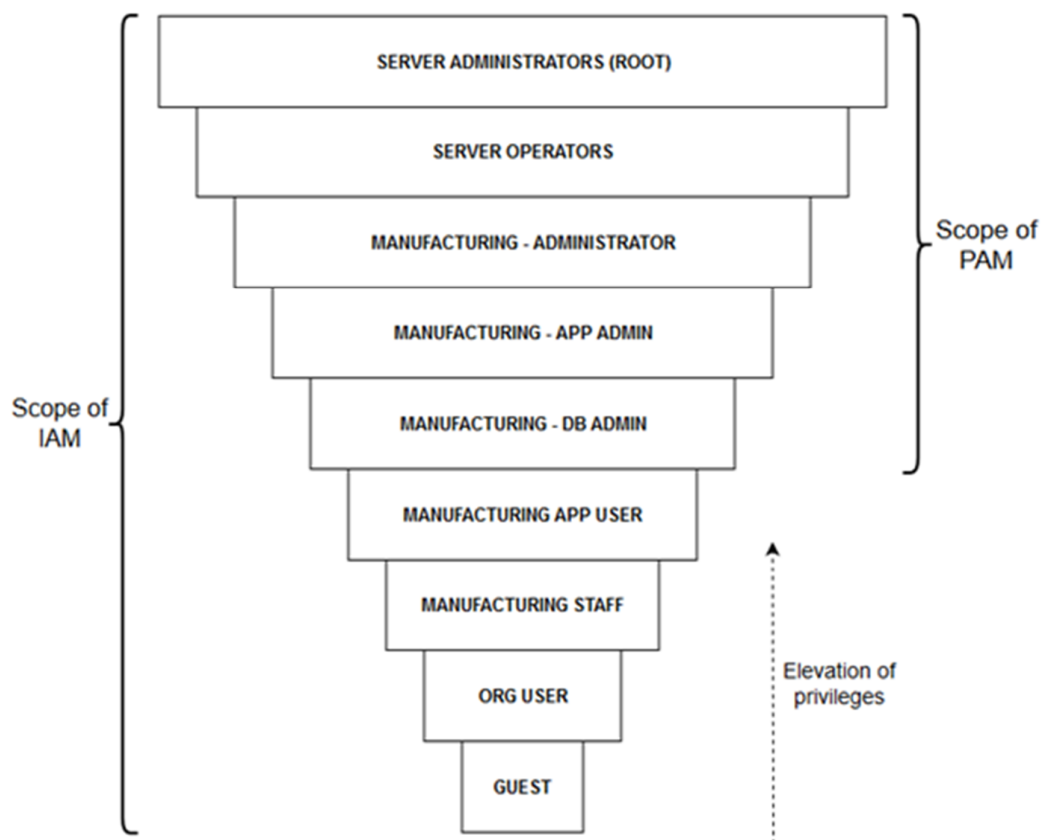 SERVER ADMINISTRATORS (ROOT)
SERVER OPERATORS
MANUFACTURING - ADMINISTRATOR
Scope of
PAM
MANUFACTURING - APP ADMIN
Scope of
IAM
MANUFACTURING - DB ADMIN
MANUFACTURING APP USER
MANUFACTURING STAFF
Elevation of
privileges
ORG USER
GUEST